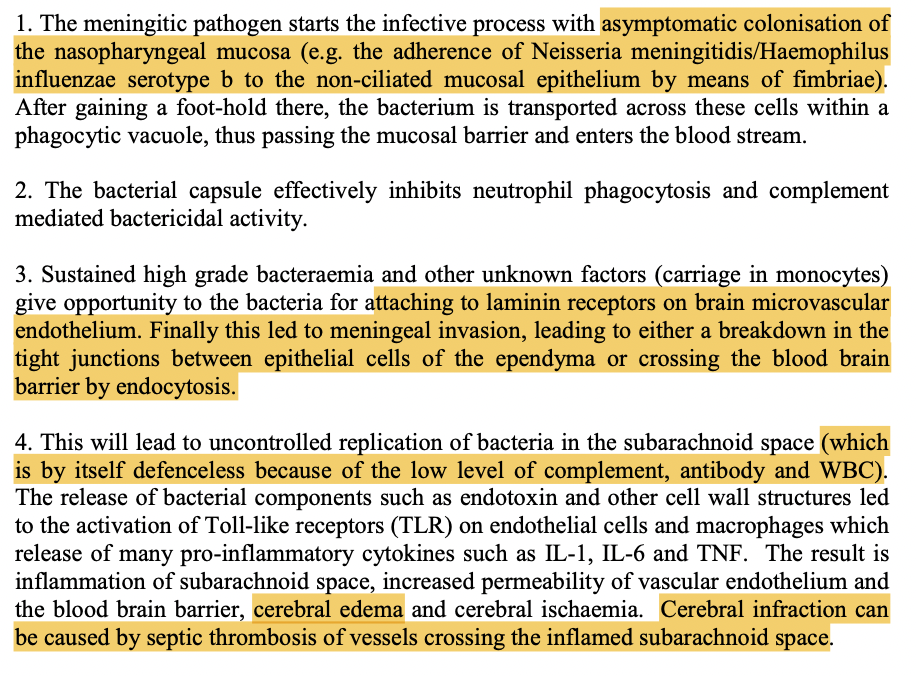 1. The meningitic pathogen starts the infective process with asymptomatic colonisation of
the nasopharyngeal mucosa (e.g. the adherence of Neisseria meningitidis/Haemophilus
influenzae serotype b to the non-ciliated mucosal epithelium by means of fimbriae).
After gaining a foot-hold there, the bacterium is transported across these cells within a
phagocytic vacuole, thus passing the mucosal barrier and enters the blood stream.
2. The bacterial capsule effectively inhibits neutrophil phagocytosis and complement
mediated bactericidal activity.
3. Sustained high grade bacteraemia and other unknown factors (carriage in monocytes)
give opportunity to the bacteria for attaching to laminin receptors on brain microvascular
endothelium. Finally this led to meningeal invasion, leading to either a breakdown in the
tight junctions between epithelial cells of the ependyma or crossing the blood brain
barrier by endocytosis.
4. This will lead to uncontrolled replication of bacteria in the subarachnoid space (which
is by itself defenceless because of the low level of complement, antibody and WBC).
The release of bacterial components such as endotoxin and other cell wall structures led
to the activation of Toll-like receptors (TLR) on endothelial cells and macrophages which
release of many pro-inflammatory cytokines such as IL-1, IL-6 and TNF. The result is
inflammation of subarachnoid space, increased permeability of vascular endothelium and
the blood brain barrier, cerebral edema and cerebral ischaemia. Cerebral infraction can
be caused by septic thrombosis of vessels crossing the inflamed subarachnoid space.